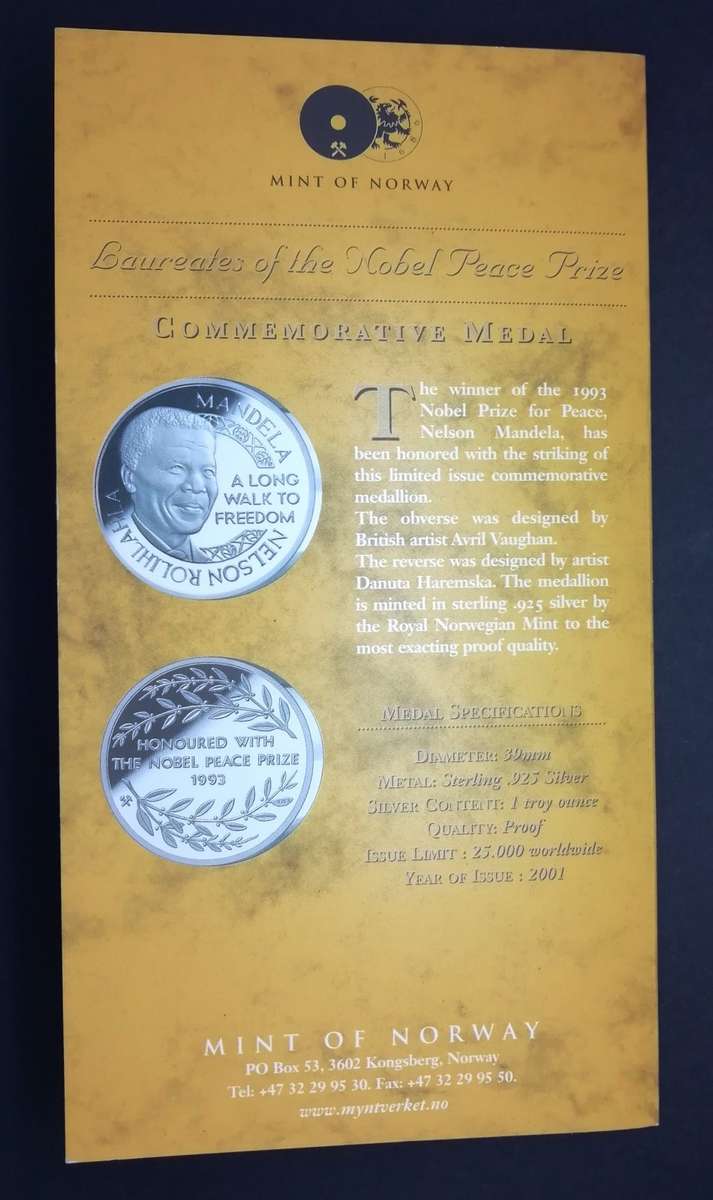 1686
MINT OF NORWAY
Laureates of the Nobel Peace Prize
COMMEMORATIVE MEDAL
MANDELA
A LONG
WALK TO
FREEDOM
NELSON ROLIHLAHLA
The winner of the 1993
Nobel Prize for Peace,
Nelson Mandela, has
been honored with the striking of
this limited issue commemorative
medallion.
The obverse was designed by
British artist Avril Vaughan.
The reverse was designed by artist
Danuta Haremska. The medallion
is minted in sterling .925 silver by
the Royal Norwegian Mint to the
most exacting proof quality.
HONOURED WITH
THE NOBEL PEACE PRIZE
1993
MEDAL SPECIFICATIONS
DIAMETER: 39mm
METAL: Sterling .925 Silver
SILVER CONTENT: 1 troy ounce
QUALITY: Proof
ISSUE LIMIT : 25.000 worldwide
YEAR OF ISSUE : 2001
MINT OF NORWAY
PO Box 53, 3602 Kongsberg, Norway
Tel: +47 32 29 95 30. Fax: +47 32 29 95 50.
www.myntverket.no